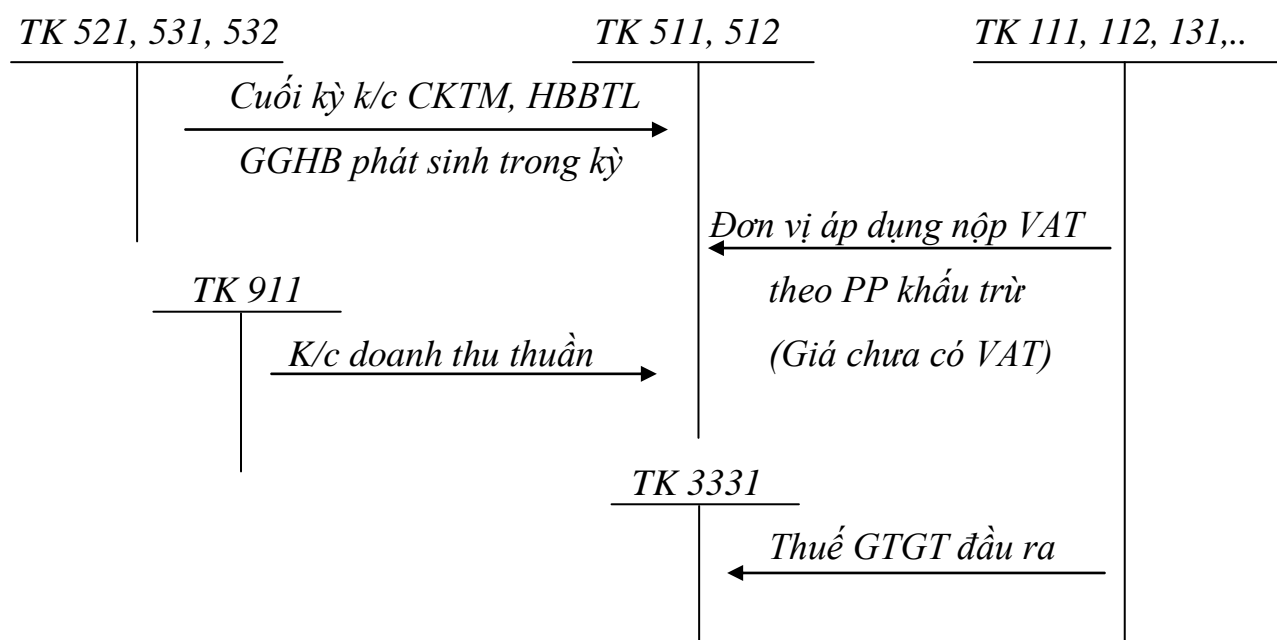 TK 521, 531, 532
TK 511, 512
TK 111, 112, 131,..
Cuối kỳ k/c CKTM, HBBTL
GGHB phát sinh trong kỳ
Đơn vị áp dụng nộp VAT
theo PP khấu trừ
(Giá chưa có VAT)
TK 911
K/c doanh thu thuần
TK 3331
Thuế GTGT đầu ra